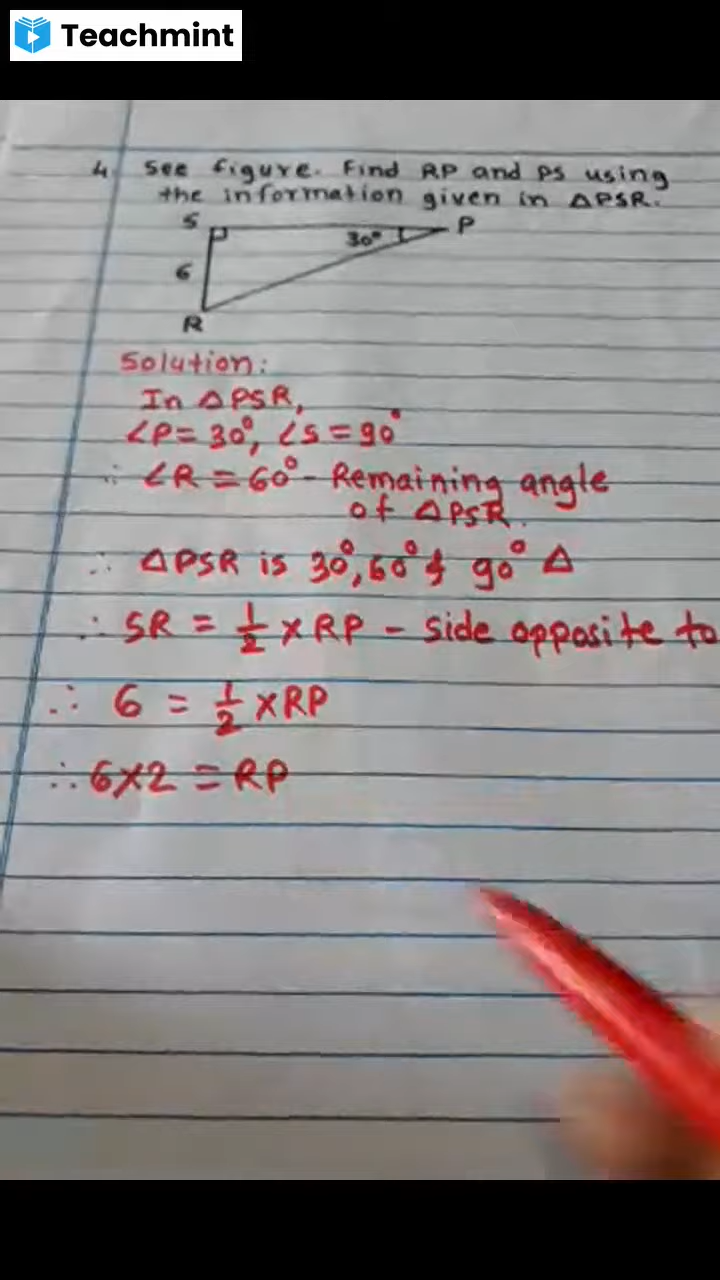 Teachmint
4. See figure. Find RP and PS using
the information given in △PSR.
S
P
30°
6
R
Solution:
In △PSR,
∠P = 30°, ∠S = 90°
∴ ∠R = 60° - Remaining angle
of △PSR.
∴ △PSR is 30°, 60° & 90° △
∴ SR = 1/2 × RP - side opposite to
∴ 6 = 1/2 × RP
∴ 6×2 = RP